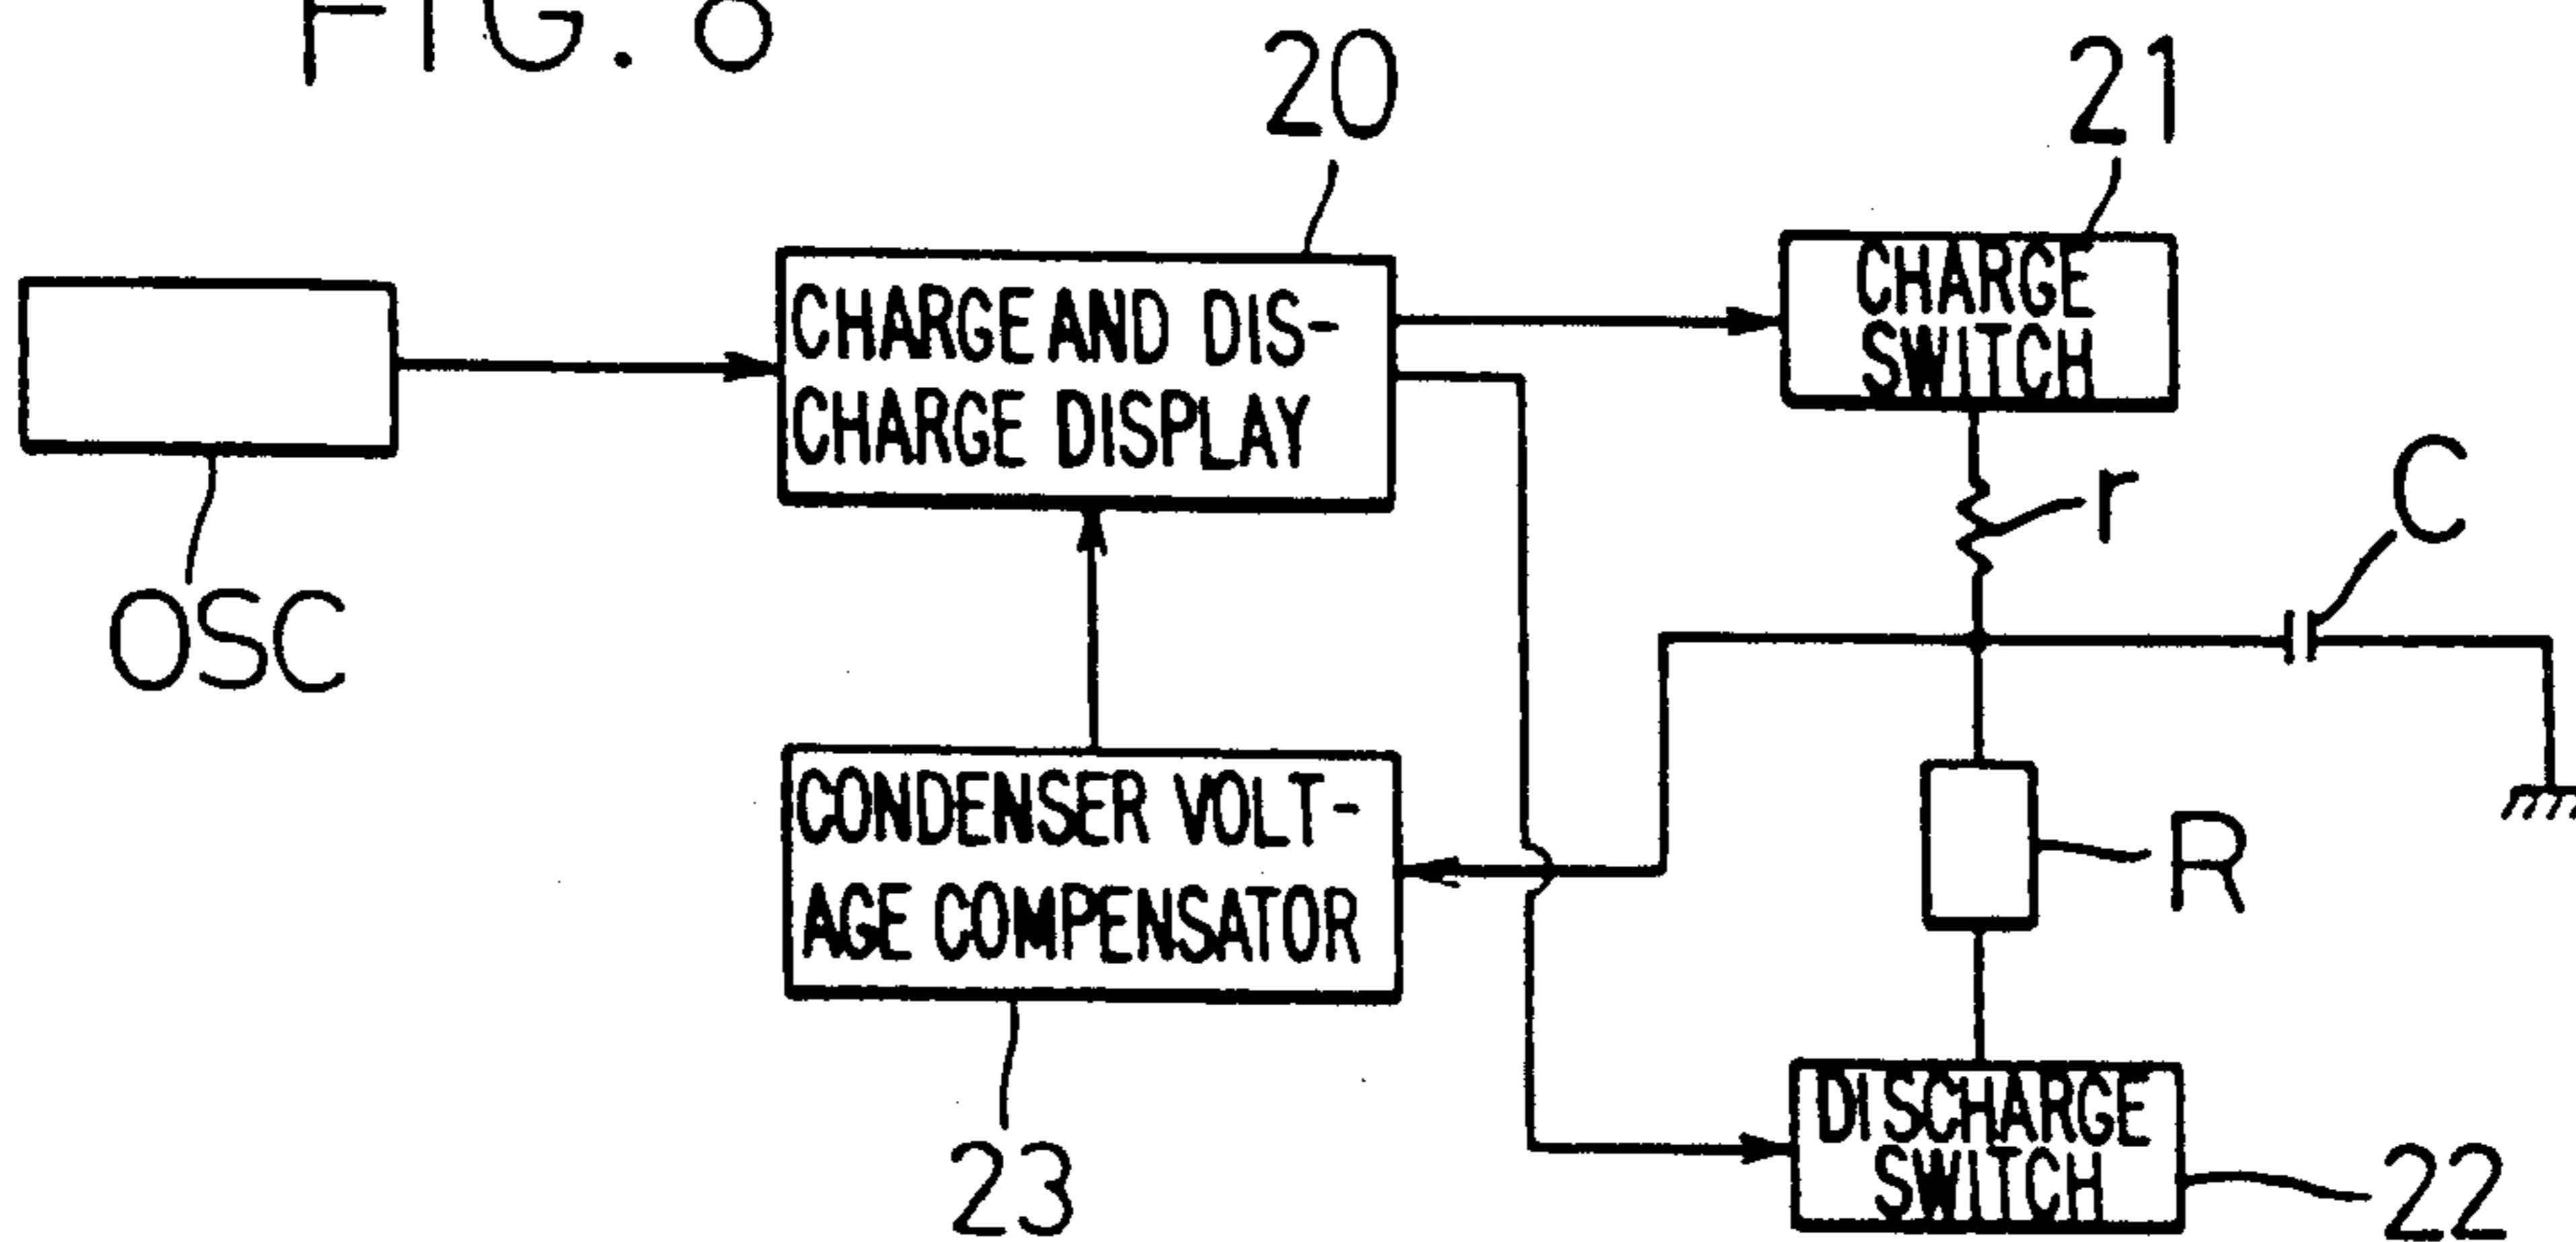 FIG. 8
20
21
CHARGE AND DIS-
CHARGE DISPLAY
CHARGE
SWITCH
r
C
OSC
CONDENSER VOLT-
AGE COMPENSATOR
R
23
DISCHARGE
SWITCH
22